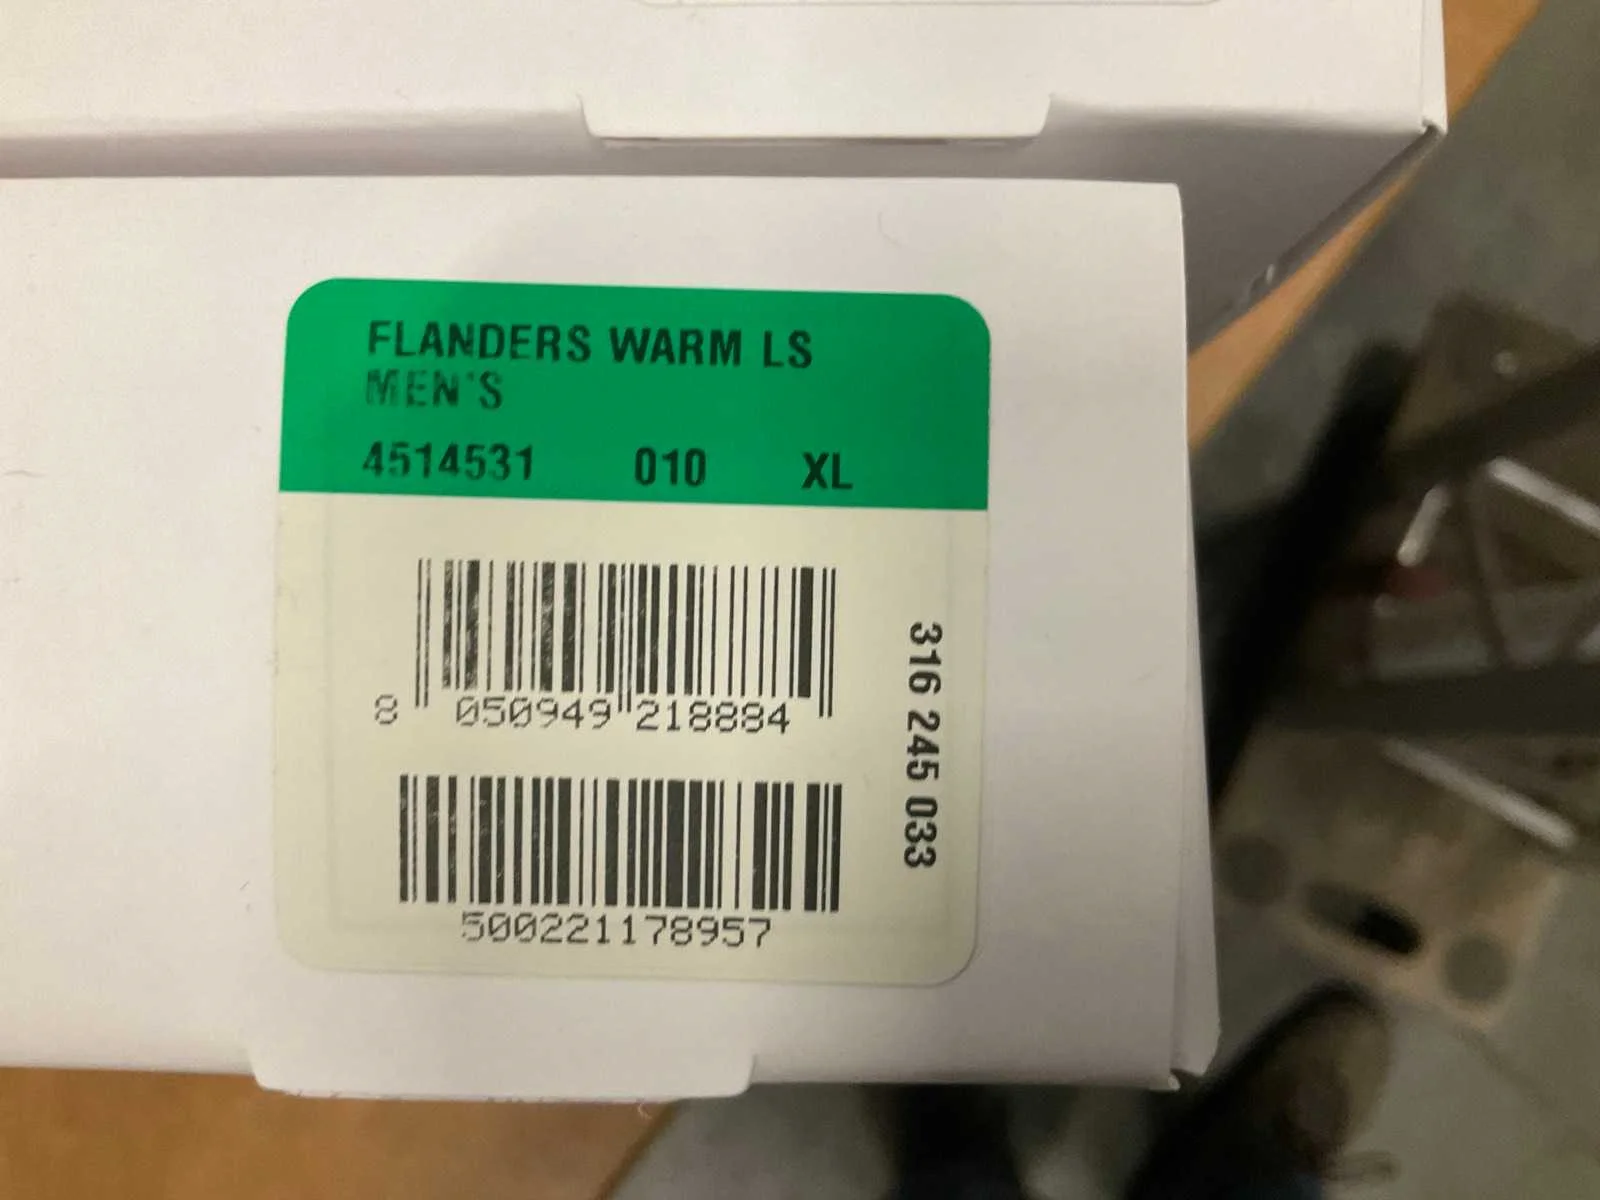 FLANDERS WARM LS
MEN'S
4514531 010 XL
8 050949 218884
316 245 033
500221178957